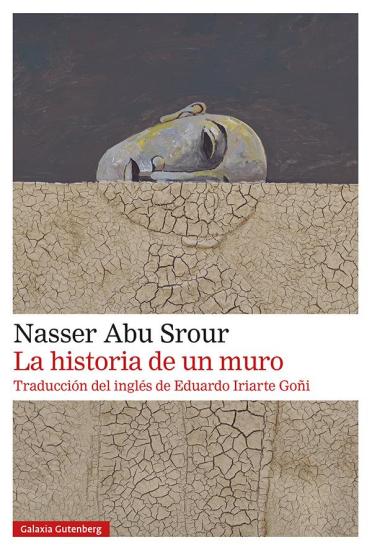 Nasser Abu Srour
La historia de un muro
Traducción del inglés de Eduardo Iriarte Goñi
Galaxia Gutenberg